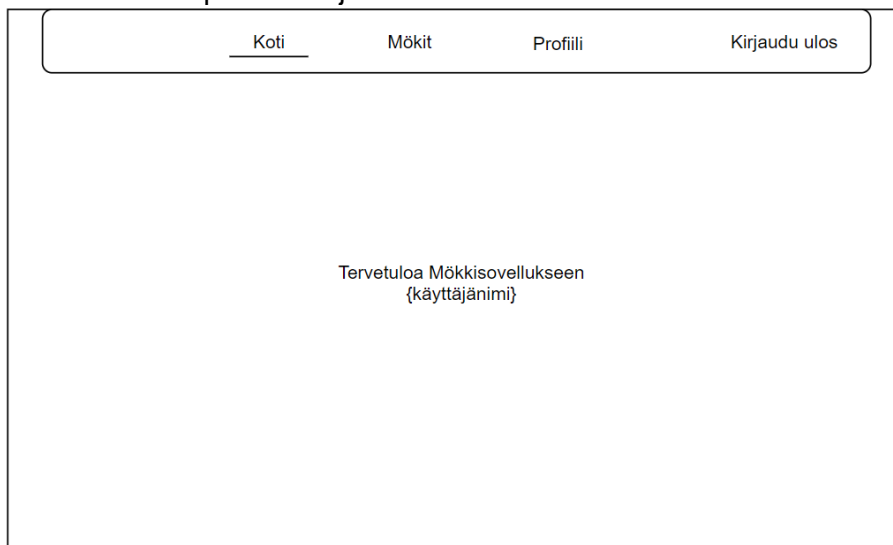 Koti Mökit Profiili Kirjaudu ulos
Tervetuloa Mökkisovellukseen
{käyttäjänimi}